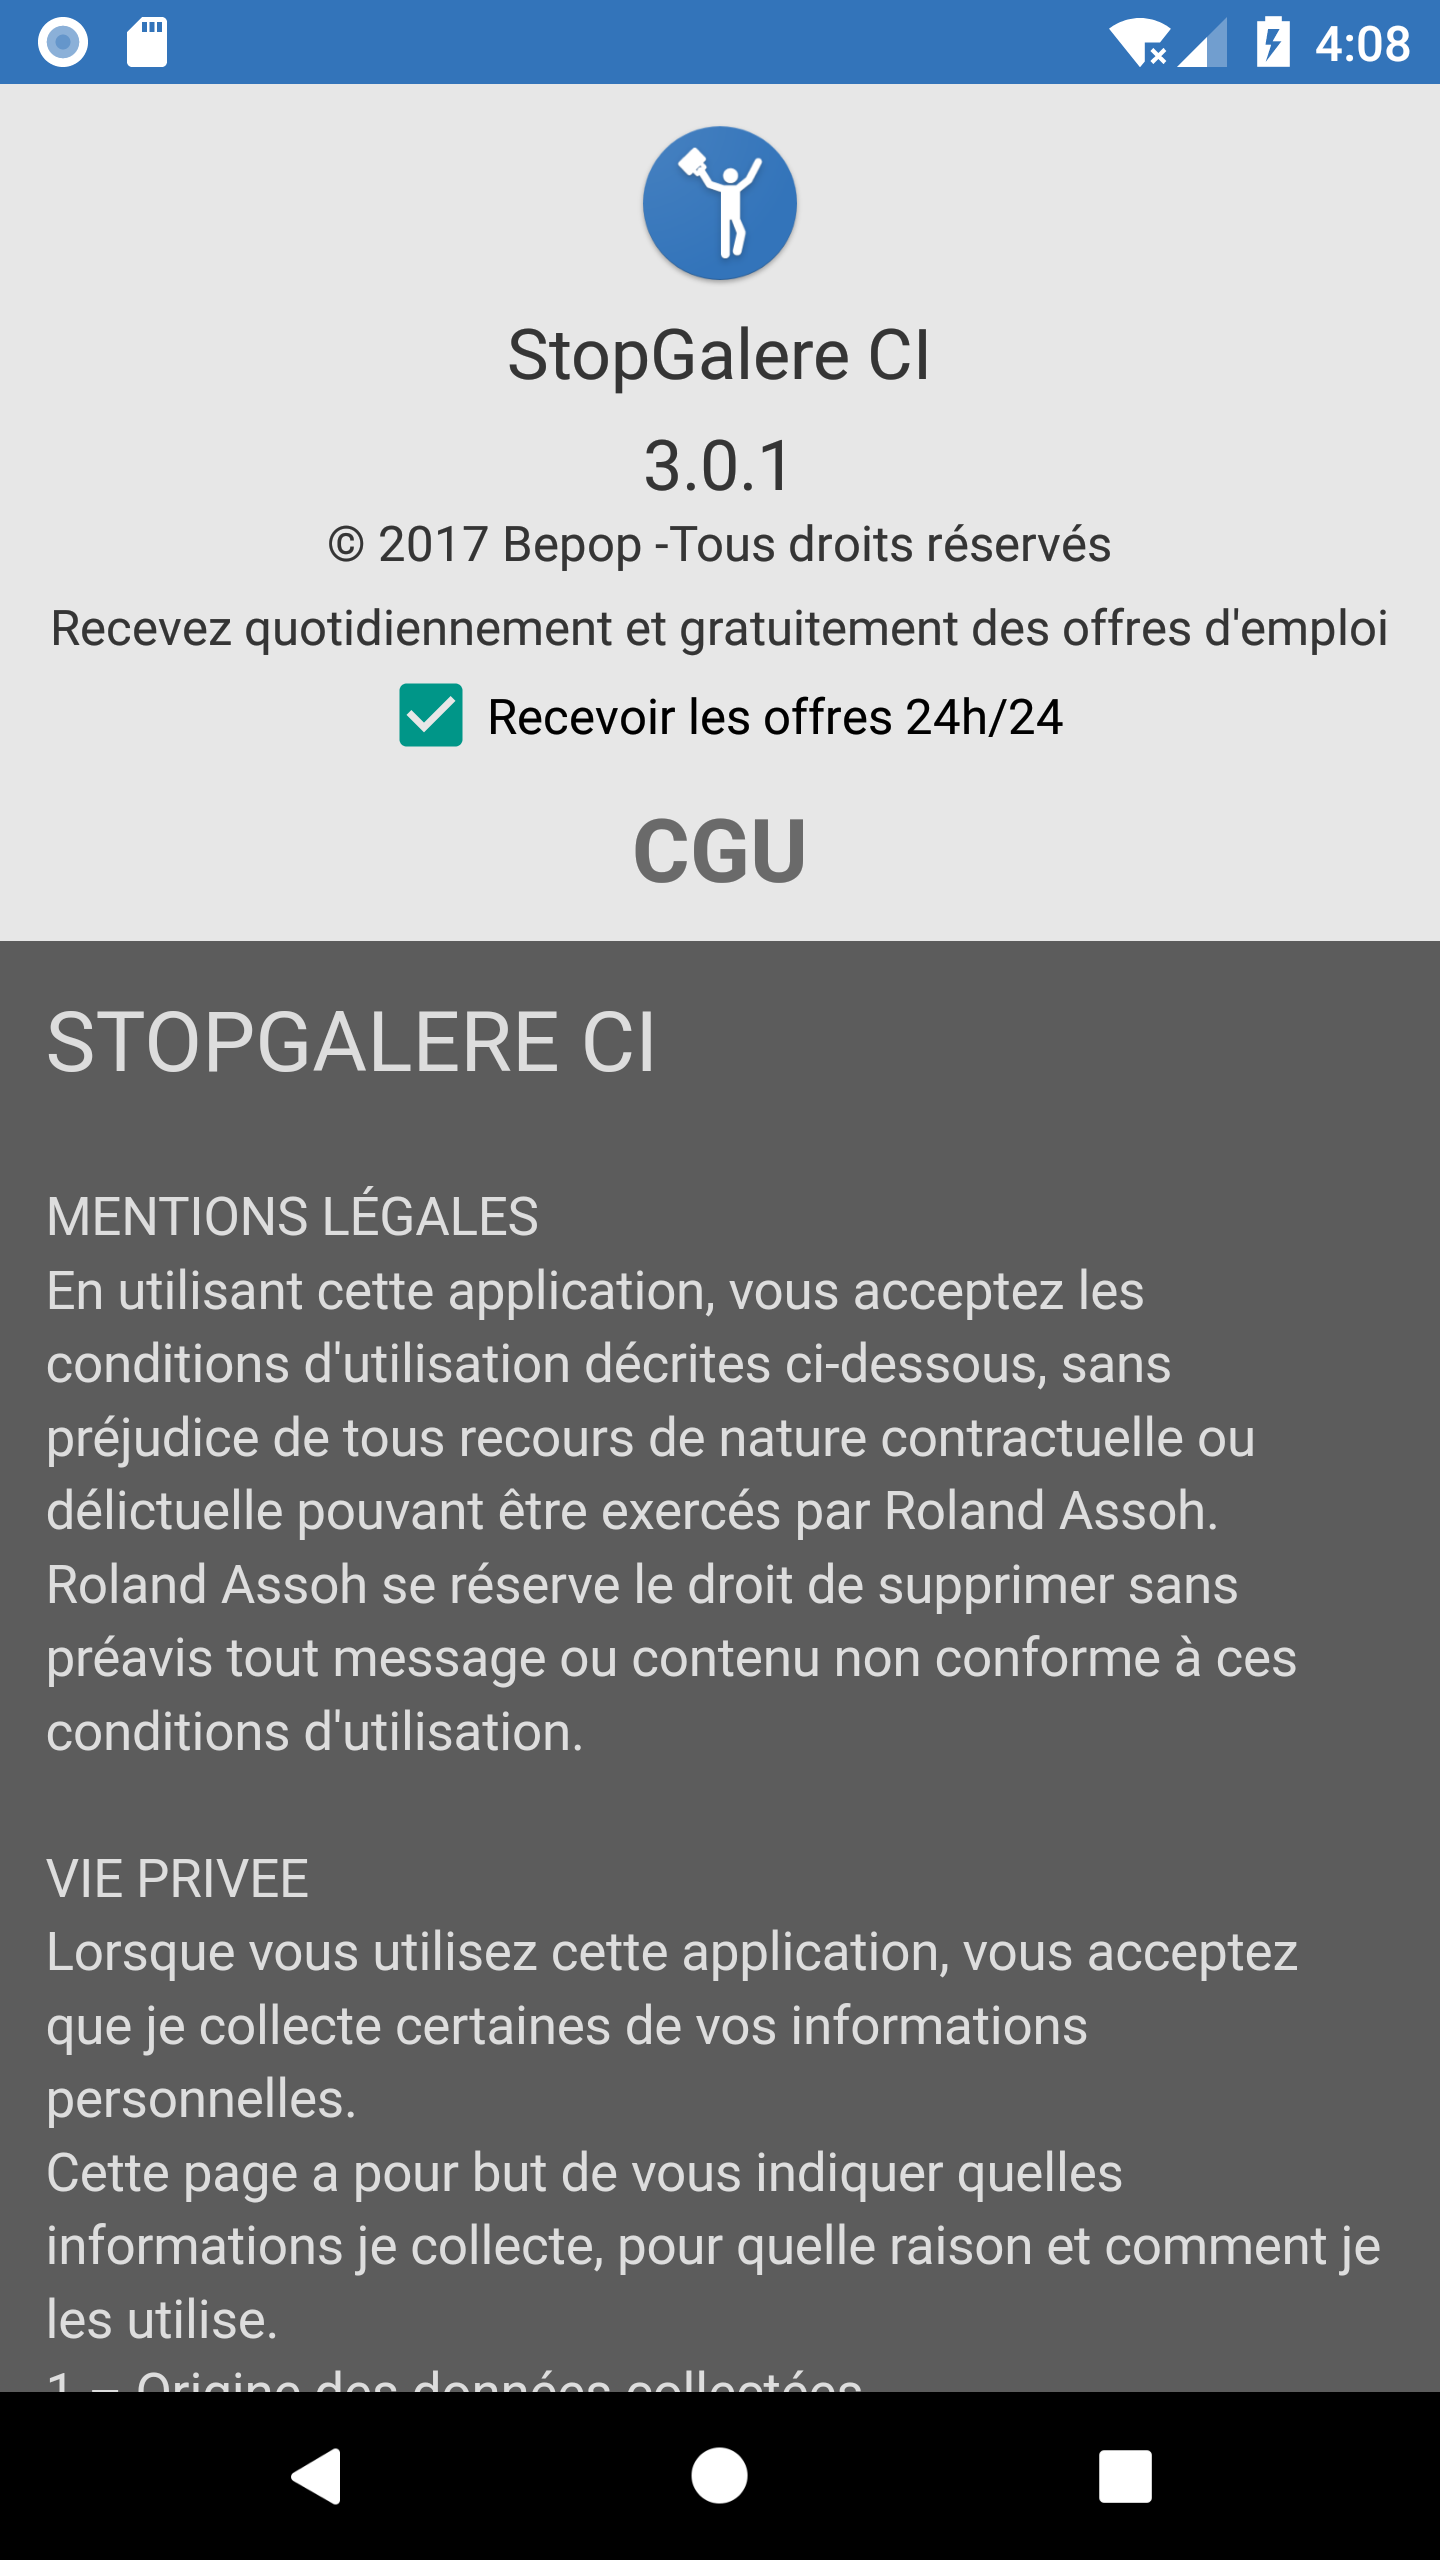 4:08
StopGalere CI
3.0.1
© 2017 Bepop -Tous droits réservés
Recevez quotidiennement et gratuitement des offres d'emploi
Recevoir les offres 24h/24
CGU
STOPGALERE CI
MENTIONS LÉGALES
En utilisant cette application, vous acceptez les
conditions d'utilisation décrites ci-dessous, sans
préjudice de tous recours de nature contractuelle ou
délictuelle pouvant être exercés par Roland Assoh.
Roland Assoh se réserve le droit de supprimer sans
préavis tout message ou contenu non conforme à ces
conditions d'utilisation.
VIE PRIVEE
Lorsque vous utilisez cette application, vous acceptez
que je collecte certaines de vos informations
personnelles.
Cette page a pour but de vous indiquer quelles
informations je collecte, pour quelle raison et comment je
les utilise.
1 – Origine des données collectées